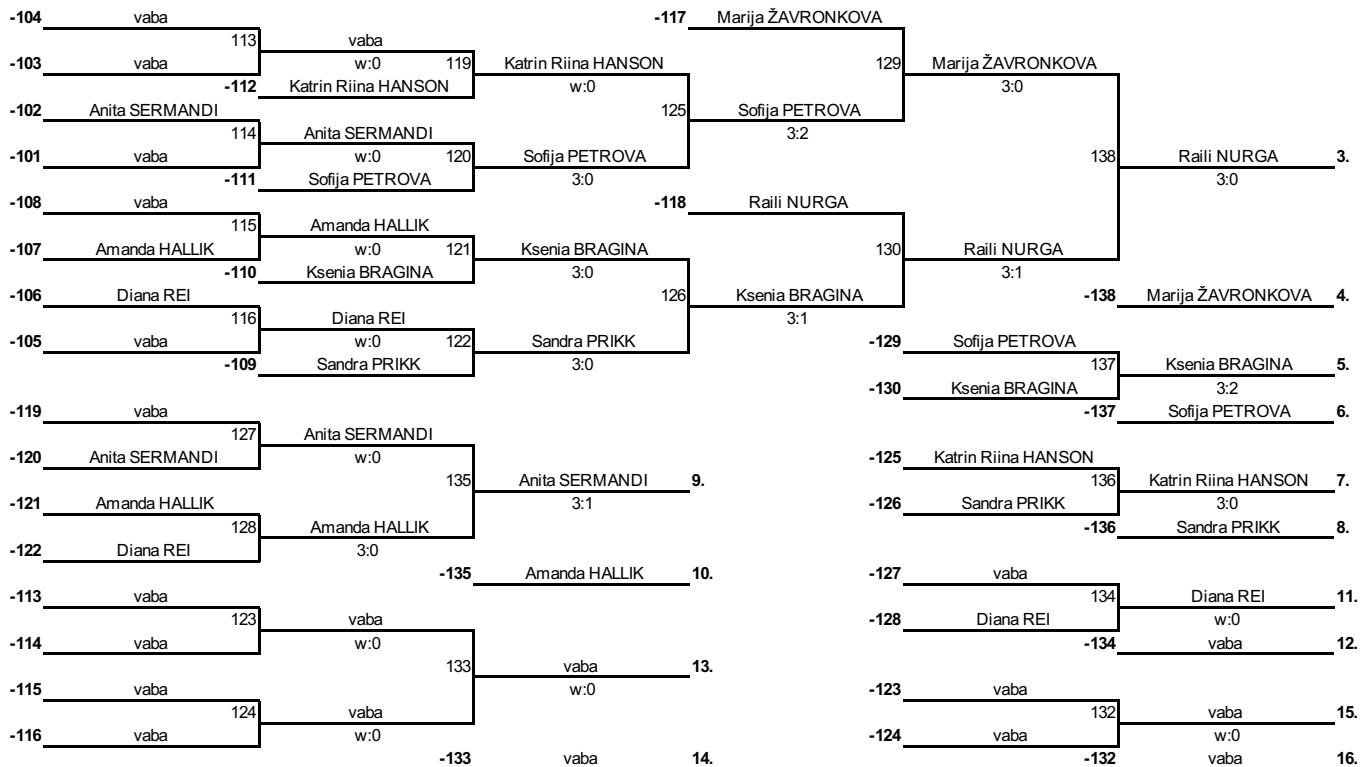 -104 vaba -117 Marija ŽAVRONKOVA
113 vaba
-103 vaba w:0 119 Katrin Riina HANSON 129 Marija ŽAVRONKOVA
-112 Katrin Riina HANSON w:0 3:0
-102 Anita SERMANDI 125 Sofija PETROVA
114 Anita SERMANDI 3:2
-101 vaba w:0 120 Sofija PETROVA 138 Raili NURGA 3.
-111 Sofija PETROVA 3:0 3:0
-108 vaba -118 Raili NURGA
115 Amanda HALLIK
-107 Amanda HALLIK w:0 121 Ksenia BRAGINA 130 Raili NURGA
-110 Ksenia BRAGINA 3:0 3:1
-106 Diana REI 126 Ksenia BRAGINA -138 Marija ŽAVRONKOVA 4.
116 Diana REI 3:1
-105 vaba w:0 122 Sandra PRIKK -129 Sofija PETROVA
-109 Sandra PRIKK 3:0 137 Ksenia BRAGINA 5.
-130 Ksenia BRAGINA 3:2
-119 vaba -137 Sofija PETROVA 6.
127 Anita SERMANDI
-120 Anita SERMANDI w:0 -125 Katrin Riina HANSON
135 Anita SERMANDI 9. 136 Katrin Riina HANSON 7.
-121 Amanda HALLIK 3:1 -126 Sandra PRIKK 3:0
128 Amanda HALLIK -136 Sandra PRIKK 8.
-122 Diana REI 3:0
-135 Amanda HALLIK 10. -127 vaba
-113 vaba 134 Diana REI 11.
123 vaba -128 Diana REI w:0
-114 vaba w:0 -134 vaba 12.
133 vaba 13.
-115 vaba w:0 -123 vaba
124 vaba 132 vaba 15.
-116 vaba w:0 -124 vaba w:0
-133 vaba 14. -132 vaba 16.